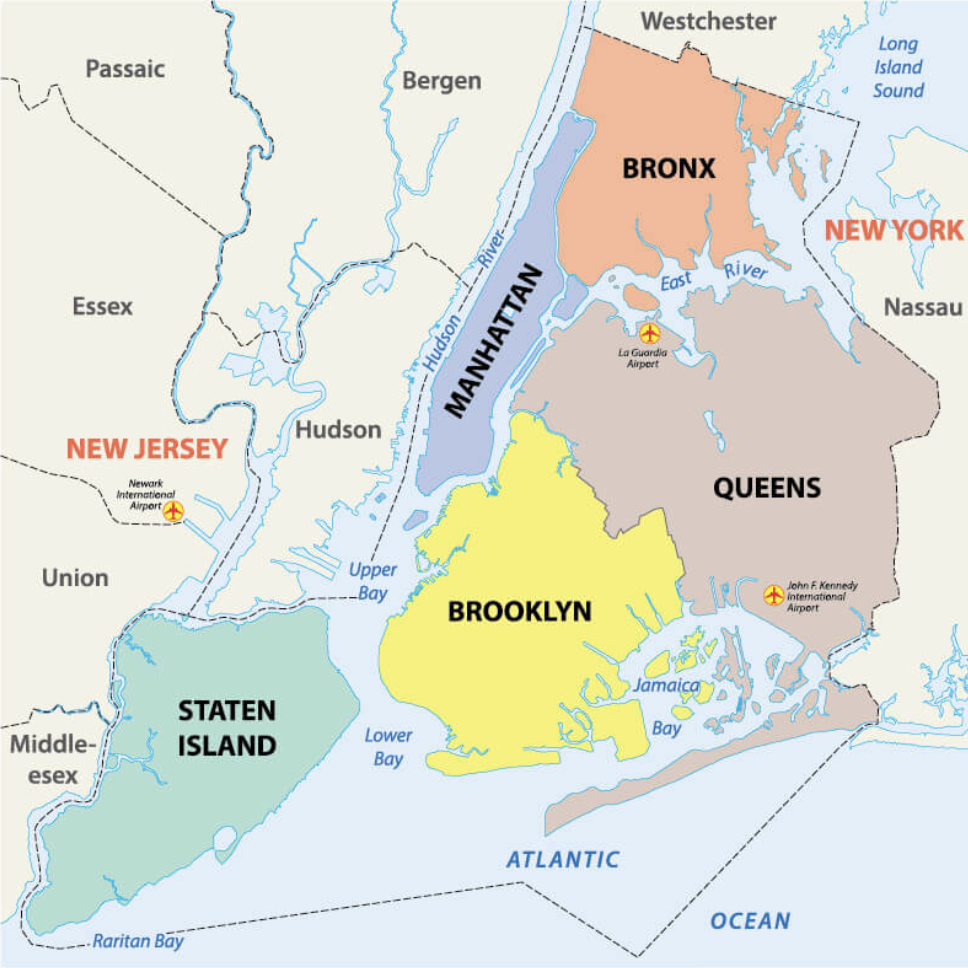 Westchester
Long
Island
Sound
Passaic
Bergen
BRONX
NEW YORK
Hudson River
East River
Essex
Nassau
MANHATTAN
La Guardia
Airport
Hudson
NEW JERSEY
Newark
International
Airport
QUEENS
Union
Upper
Bay
John F. Kennedy
International
Airport
BROOKLYN
Jamaica
Bay
STATEN
ISLAND
Lower
Bay
Middle-
esex
ATLANTIC
OCEAN
Raritan Bay